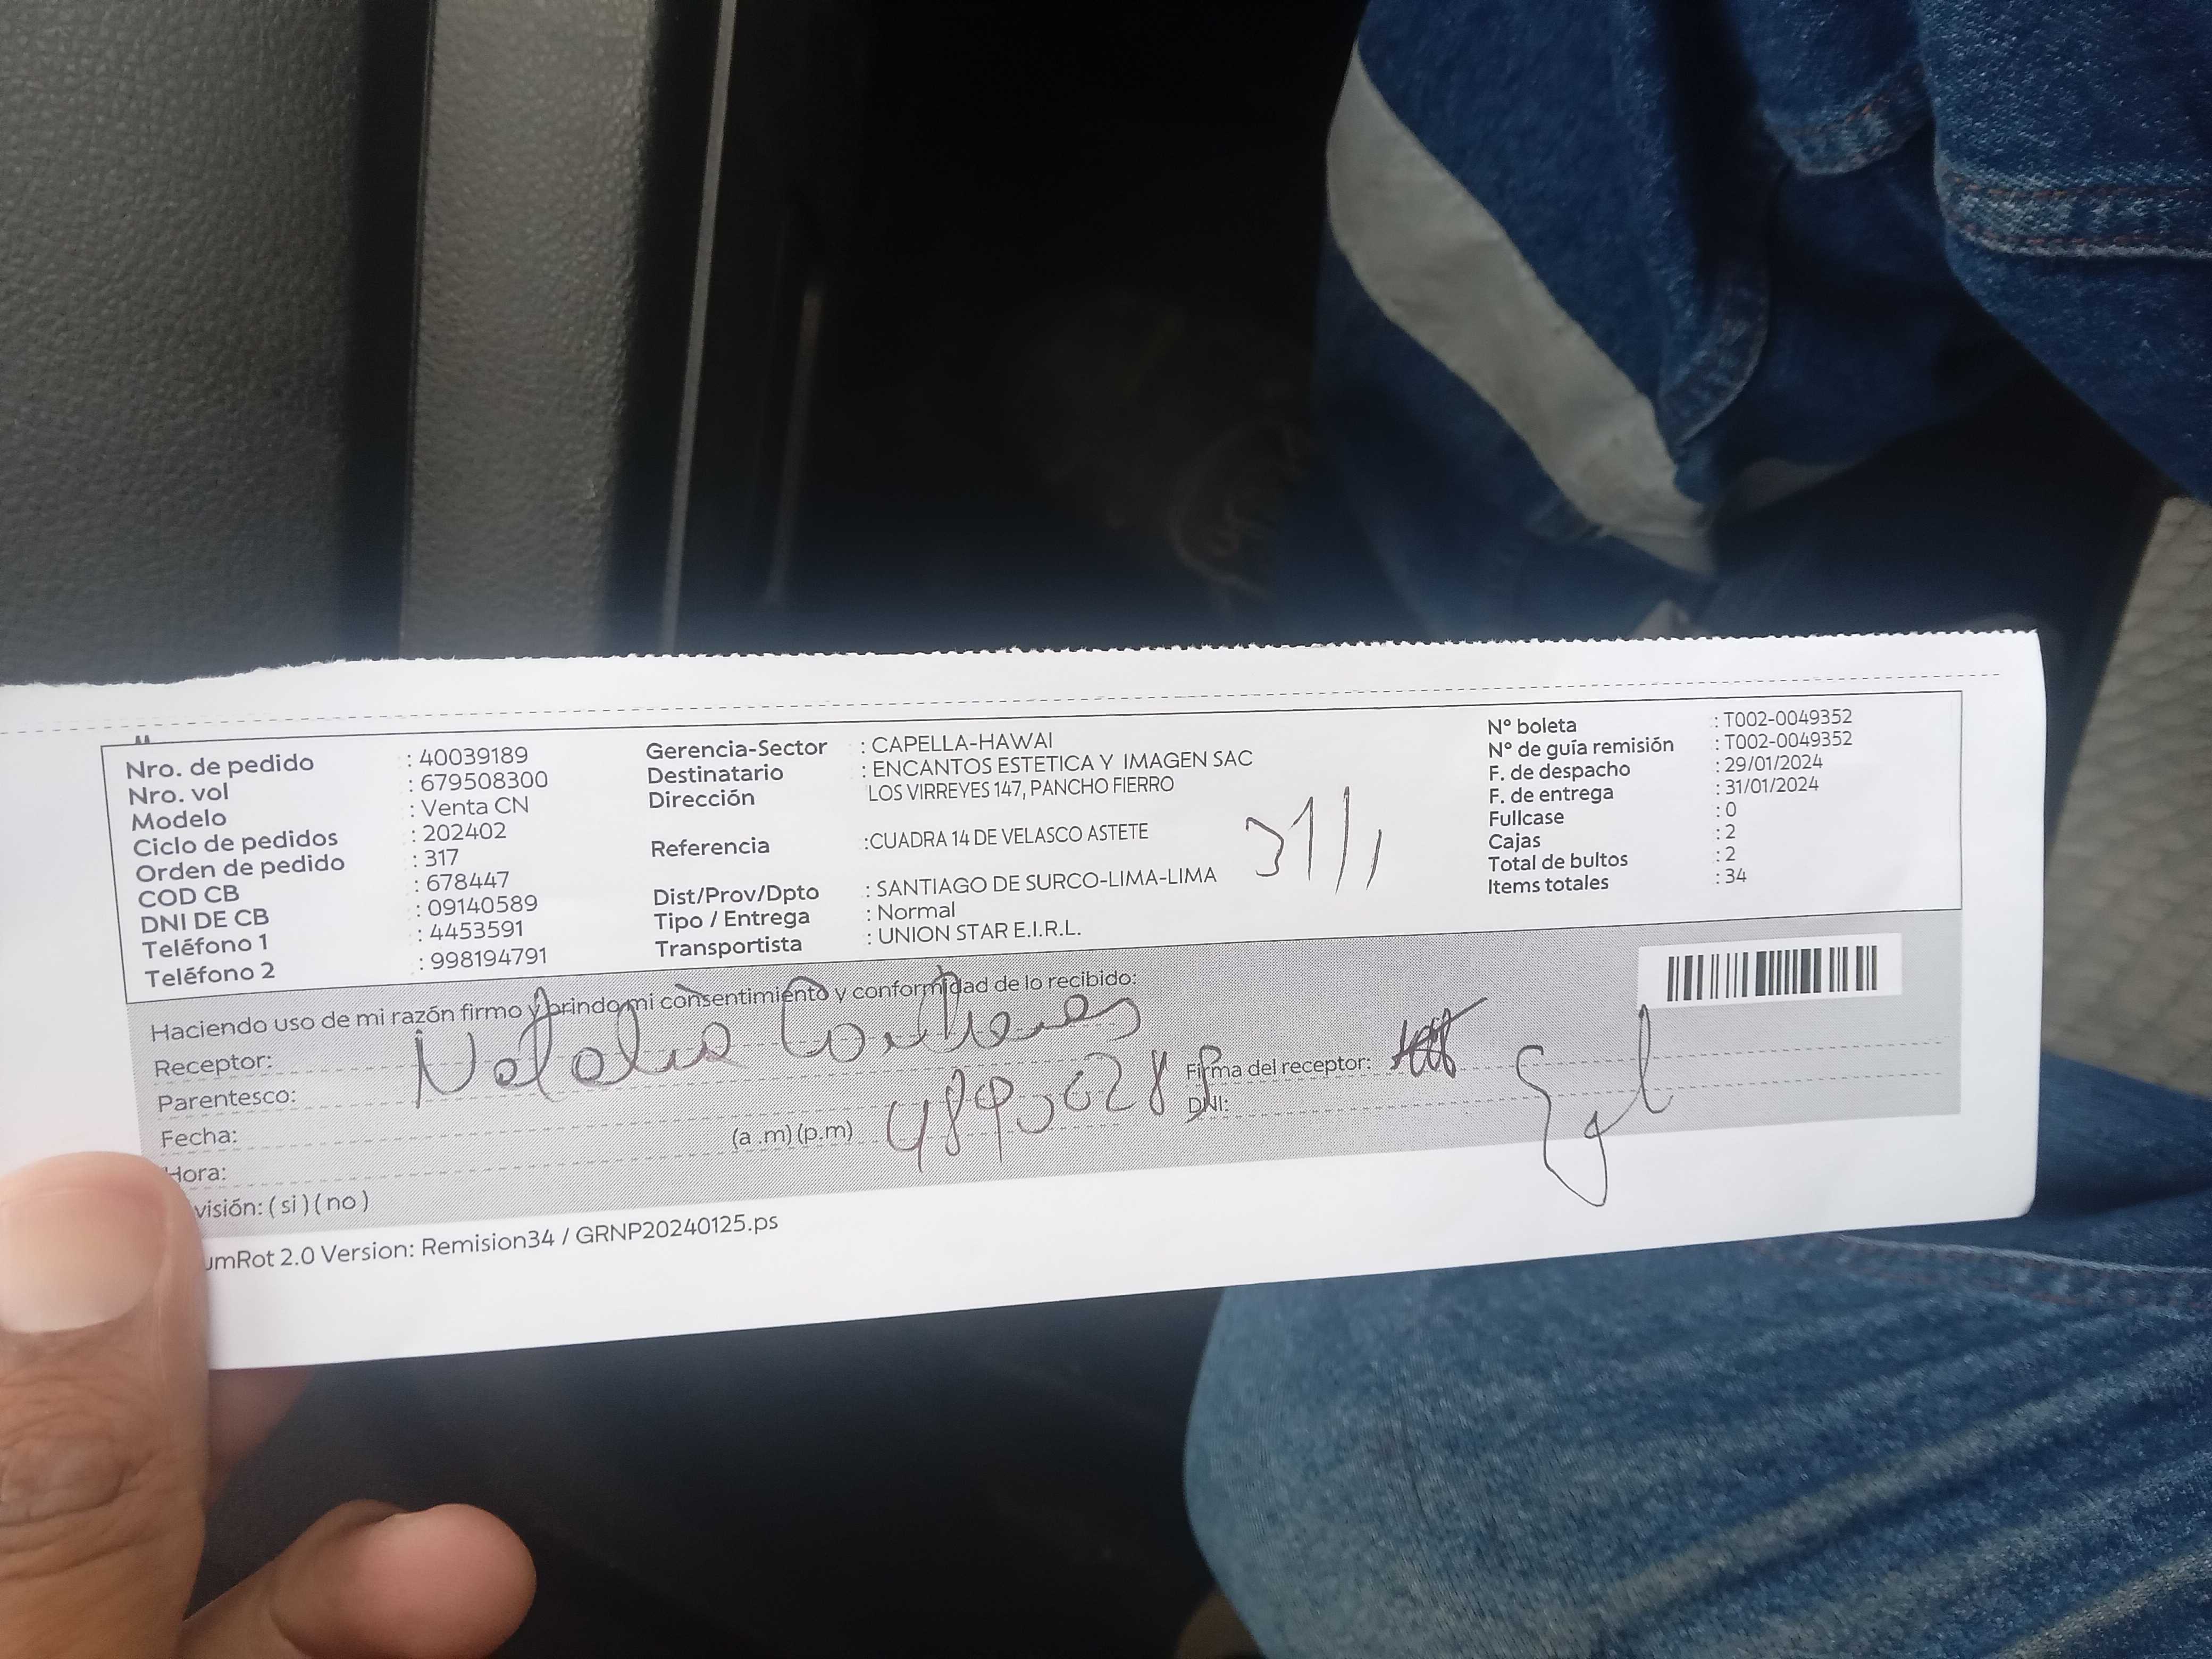 Nro. de pedido : 40039189
Nro. vol : 679508300
Modelo : Venta CN
Ciclo de pedidos : 202402
Orden de pedido : 317
COD CB : 678447
DNI DE CB : 09140589
Teléfono 1 : 4453591
Teléfono 2 : 998194791
Gerencia-Sector : CAPELLA-HAWAI
Destinatario : ENCANTOS ESTETICA Y IMAGEN SAC
Dirección LOS VIRREYES 147, PANCHO FIERRO
Referencia :CUADRA 14 DE VELASCO ASTETE
Dist/Prov/Dpto : SANTIAGO DE SURCO-LIMA-LIMA
Tipo / Entrega : Normal
Transportista : UNION STAR E.I.R.L.
31/1
N° boleta : T002-0049352
N° de guía remisión : T002-0049352
F. de despacho : 29/01/2024
F. de entrega : 31/01/2024
Fullcase : 0
Cajas : 2
Total de bultos : 2
Items totales : 34
Haciendo uso de mi razón firmo y brindo mi consentimiento y conformidad de lo recibido:
Receptor: Natalia
Parentesco:
Fecha:
Hora: (a .m) (p.m)
visión: ( si ) ( no )
Firma del receptor:
DNI:
umRot 2.0 Version: Remision34 / GRNP20240125.ps